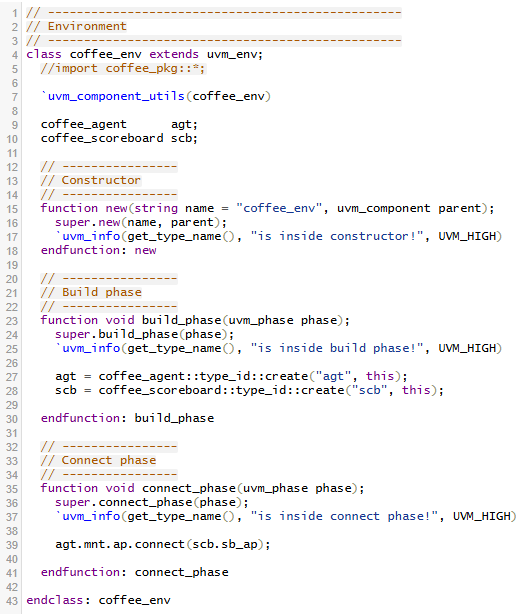 1 // -------------------------------------------------
2 // Environment
3 // -------------------------------------------------
4 class coffee_env extends uvm_env;
5   //import coffee_pkg::*;
6
7   `uvm_component_utils(coffee_env)
8
9   coffee_agent      agt;
10   coffee_scoreboard scb;
11
12   // ----------------
13   // Constructor
14   // ----------------
15   function new(string name = "coffee_env", uvm_component parent);
16     super.new(name, parent);
17     `uvm_info(get_type_name(), "is inside constructor!", UVM_HIGH)
18   endfunction: new
19
20   // ----------------
21   // Build phase
22   // ----------------
23   function void build_phase(uvm_phase phase);
24     super.build_phase(phase);
25     `uvm_info(get_type_name(), "is inside build phase!", UVM_HIGH)
26
27     agt = coffee_agent::type_id::create("agt", this);
28     scb = coffee_scoreboard::type_id::create("scb", this);
29
30   endfunction: build_phase
31
32   // ----------------
33   // Connect phase
34   // ----------------
35   function void connect_phase(uvm_phase phase);
36     super.connect_phase(phase);
37     `uvm_info(get_type_name(), "is inside connect phase!", UVM_HIGH)
38
39     agt.mnt.ap.connect(scb.sb_ap);
40
41   endfunction: connect_phase
42
43 endclass: coffee_env